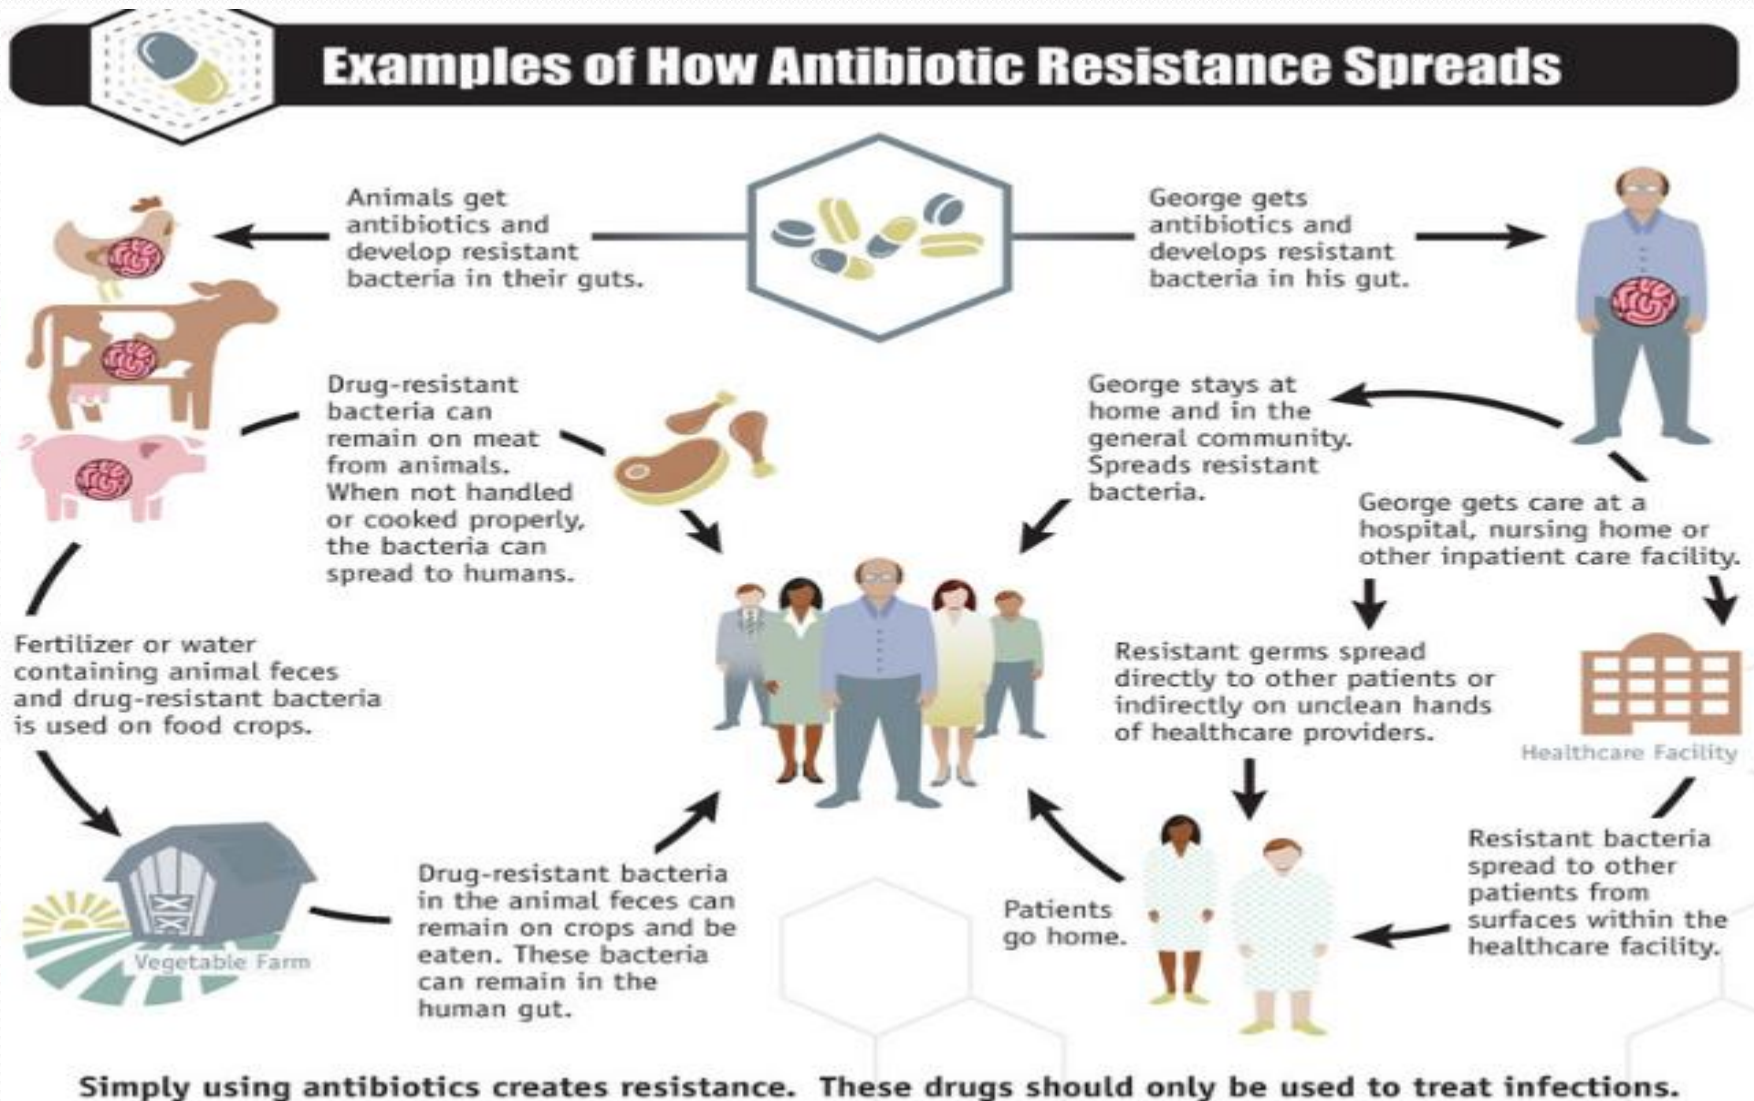 Examples of How Antibiotic Resistance Spreads
Animals get
antibiotics and
develop resistant
bacteria in their guts.
George gets
antibiotics and
develops resistant
bacteria in his gut.
Drug-resistant
bacteria can
remain on meat
from animals.
When not handled
or cooked properly,
the bacteria can
spread to humans.
George stays at
home and in the
general community.
Spreads resistant
bacteria.
George gets care at a
hospital, nursing home or
other inpatient care facility.
Fertilizer or water
containing animal feces
and drug-resistant bacteria
is used on food crops.
Resistant germs spread
directly to other patients or
indirectly on unclean hands
of healthcare providers.
Healthcare Facility
Vegetable Farm
Drug-resistant bacteria
in the animal feces can
remain on crops and be
eaten. These bacteria
can remain in the
human gut.
Patients
go home.
Resistant bacteria
spread to other
patients from
surfaces within the
healthcare facility.
Simply using antibiotics creates resistance. These drugs should only be used to treat infections.